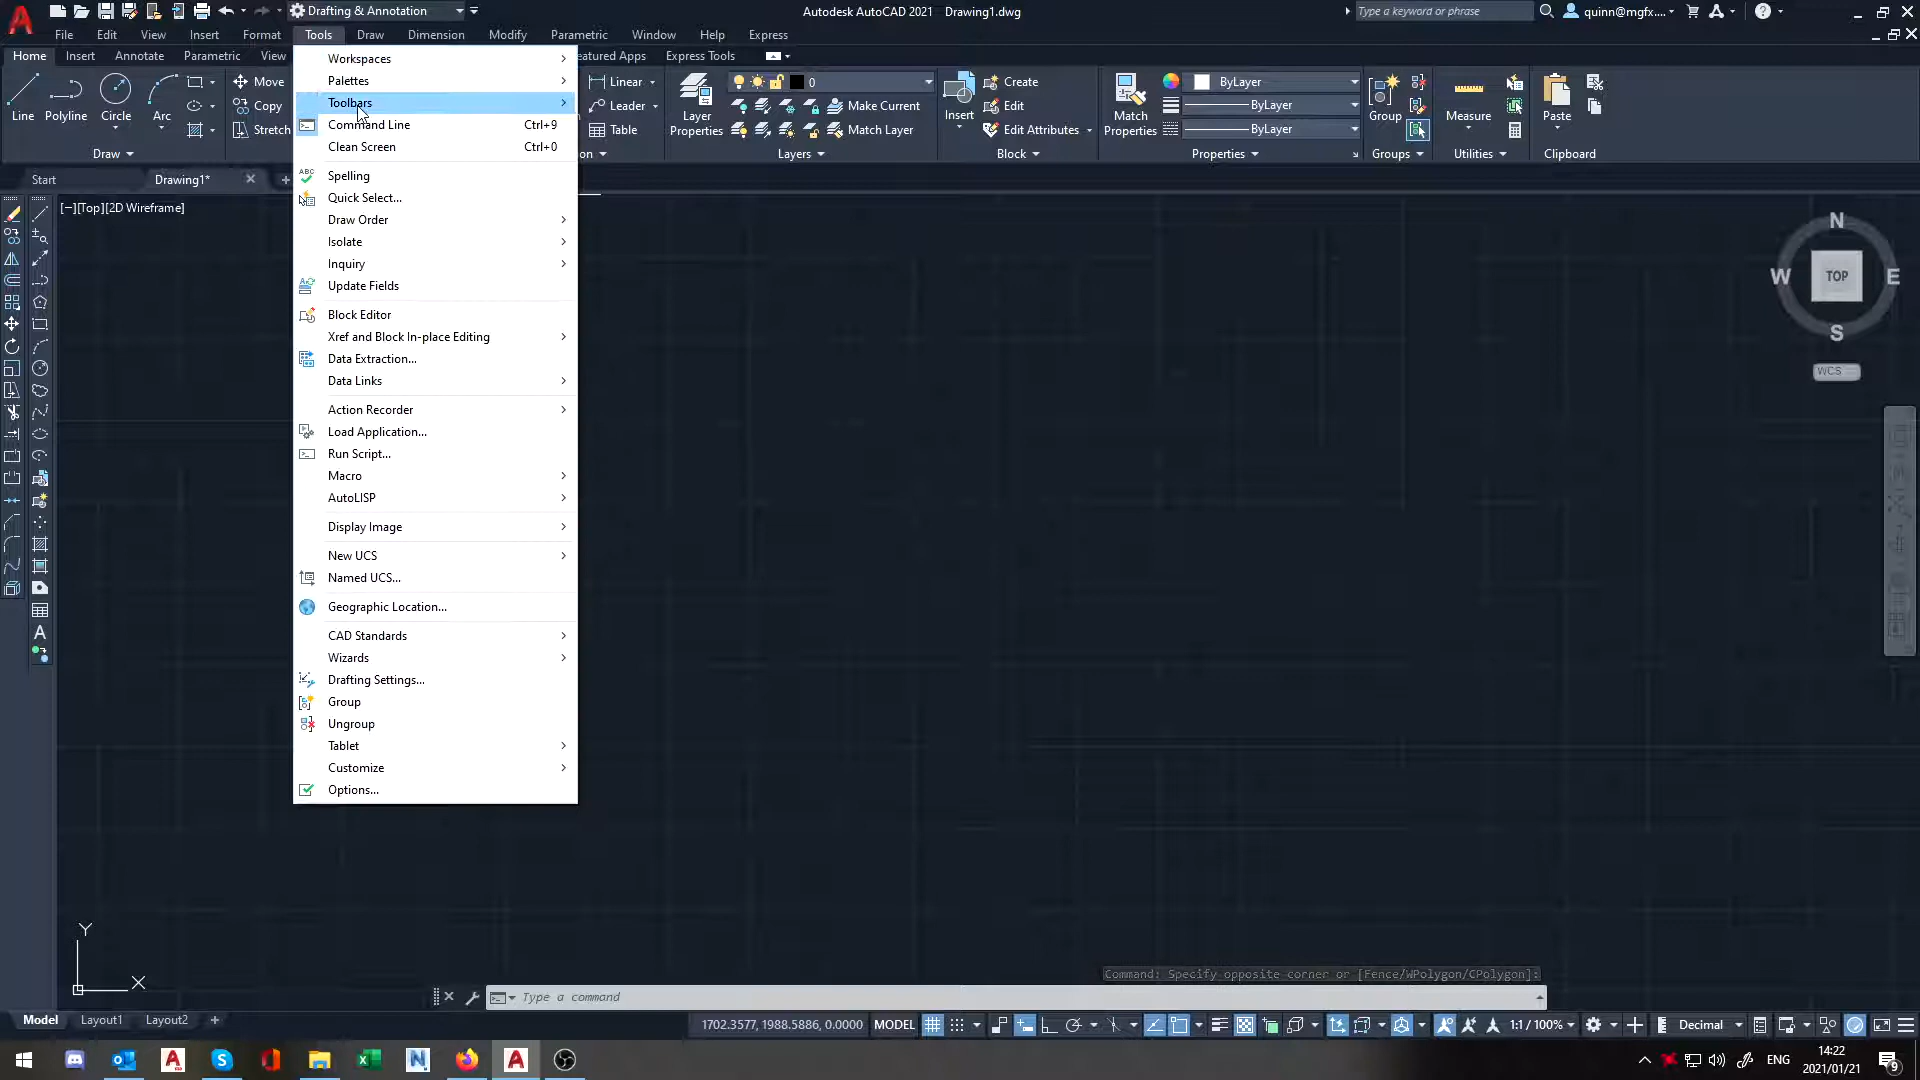 Drafting & Annotation
Autodesk AutoCAD 2021 Drawing1.dwg
Type a keyword or phrase
quinn@mgfx....
File Edit View Insert Format Tools Draw Dimension Modify Parametric Window Help Express
Home Insert Annotate Parametric View eatured Apps Express Tools
Line Polyline Circle Arc
Move
Copy
Stretch
Draw
Linear
Leader
Table
on
Layer Properties
0
Make Current
Match Layer
Layers
Insert
Create
Edit
Edit Attributes
Block
Match Properties
ByLayer
ByLayer
ByLayer
Properties
Group
Groups
Measure
Utilities
Paste
Clipboard
Start Drawing1*
[−][Top][2D Wireframe]
Workspaces
Palettes
Toolbars
Command Line Ctrl+9
Clean Screen Ctrl+0
ABC
Spelling
Quick Select...
Draw Order
Isolate
Inquiry
Update Fields
Block Editor
Xref and Block In-place Editing
Data Extraction...
Data Links
Action Recorder
Load Application...
Run Script...
Macro
AutoLISP
Display Image
New UCS
Named UCS...
Geographic Location...
CAD Standards
Wizards
Drafting Settings...
Group
Ungroup
Tablet
Customize
Options...
N
W TOP E
S
WCS
A
Y
X
Command: Specify opposite corner or [Fence/WPolygon/CPolygon]:
Type a command
Model Layout1 Layout2 +
1702.3577, 1988.5886, 0.0000 MODEL 1:1 / 100% Decimal
ENG
14:22
2021/01/21
9